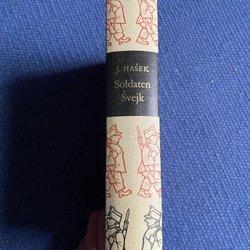 J. HAŠEK
Soldaten
Švejk